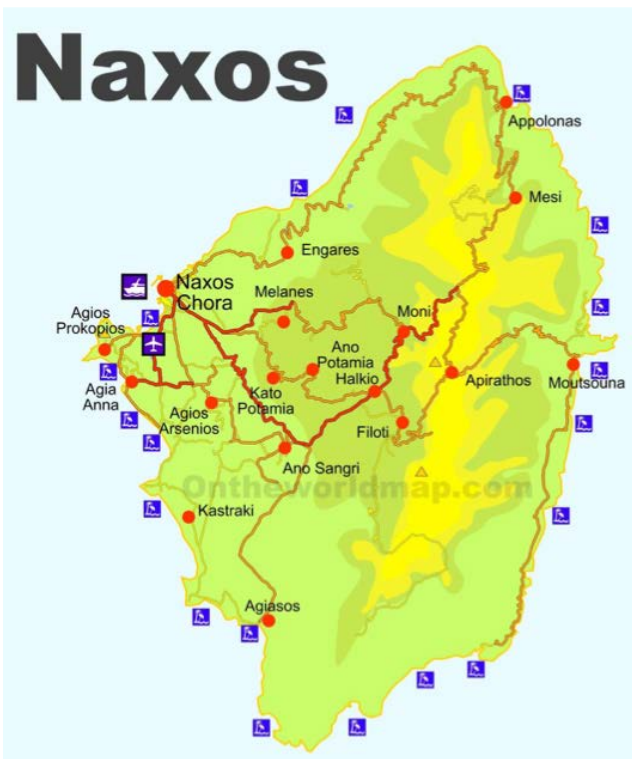 Naxos
Appolonas
Mesi
Engares
Naxos
Chora
Melanes
Agios
Prokopios
Moni
Ano
Potamia
Halkio
Apirathos
Moutsouna
Agia
Anna
Kato
Potamia
Agios
Arsenios
Filoti
Ano Sangri
Ontheworldmap.com
Kastraki
Agiasos